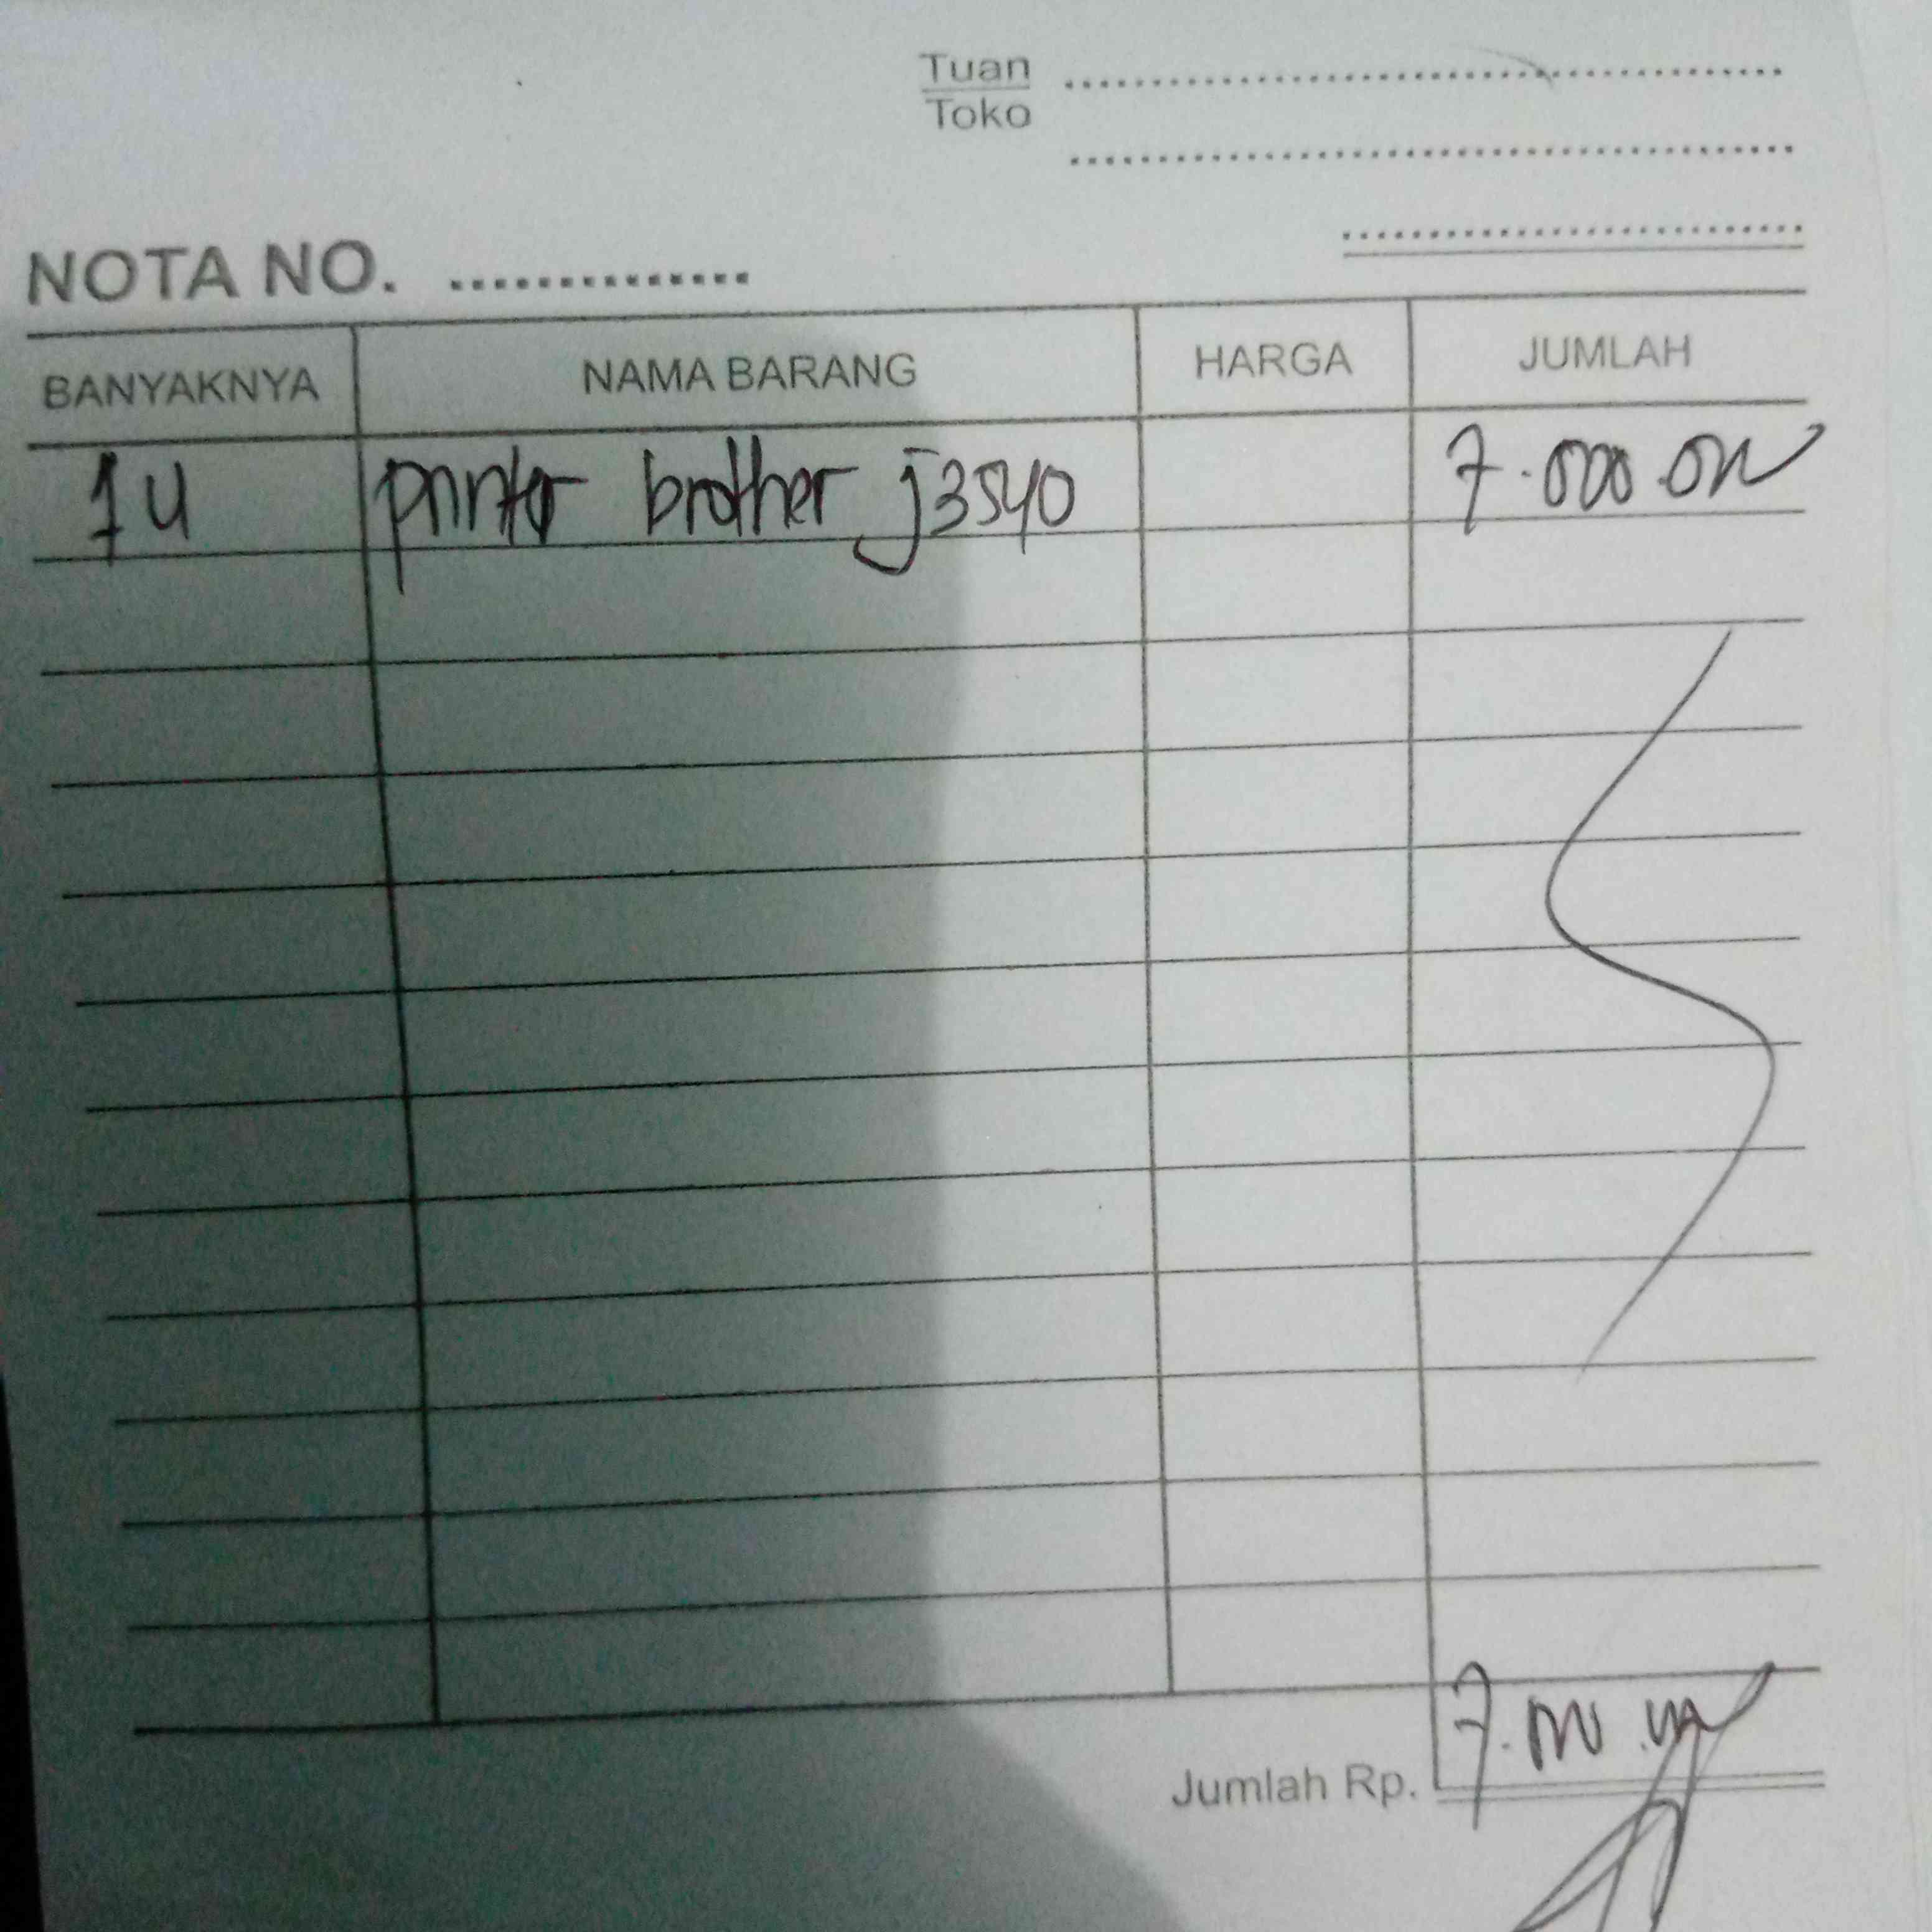 Tuan
Toko
NOTA NO. ..............
BANYAKNYA NAMA BARANG HARGA JUMLAH
1 u printer brother j3540 7.000.000
Jumlah Rp. 7.000.000